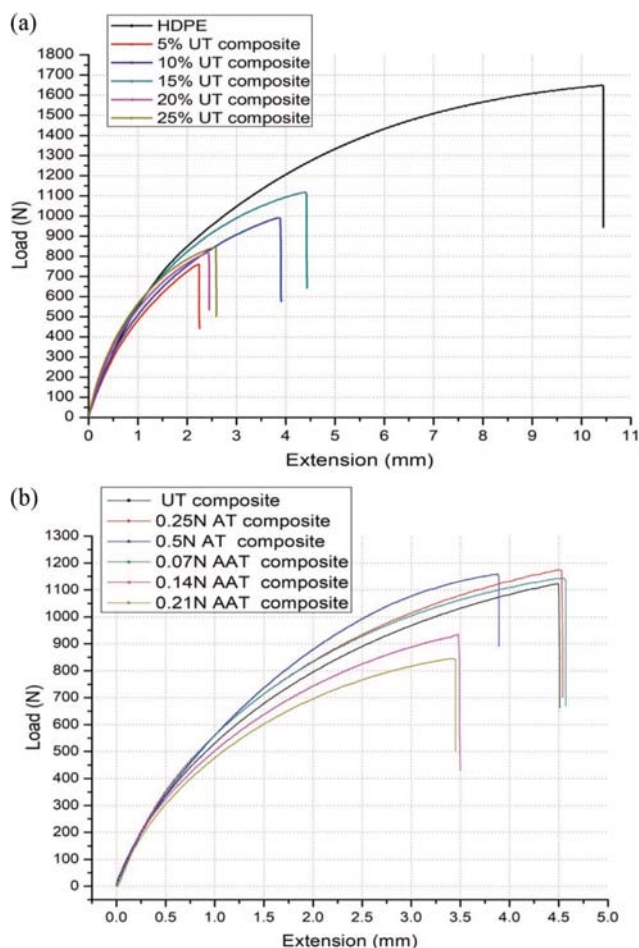 (a)
HDPE
5% UT composite
10% UT composite
15% UT composite
20% UT composite
25% UT composite
1800
1700
1600
1500
1400
1300
1200
1100
1000
900
800
700
600
500
400
300
200
100
0
Load (N)
0 1 2 3 4 5 6 7 8 9 10 11
Extension (mm)
(b)
UT composite
0.25N AT composite
0.5N AT composite
0.07N AAT composite
0.14N AAT composite
0.21N AAT composite
1300
1200
1100
1000
900
800
700
600
500
400
300
200
100
0
Load (N)
0.0 0.5 1.0 1.5 2.0 2.5 3.0 3.5 4.0 4.5 5.0
Extension (mm)